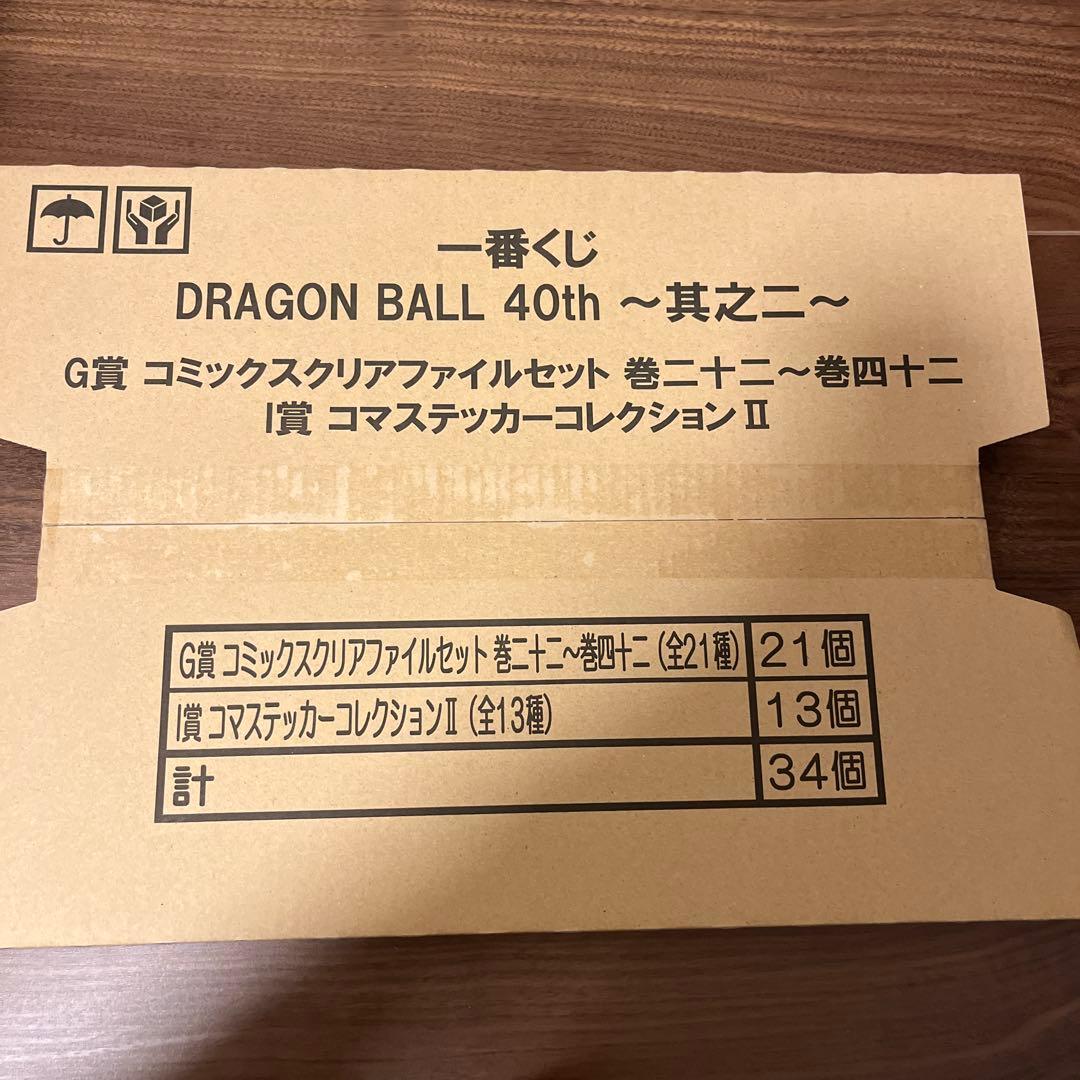 一番くじ
DRAGON BALL 40th ～其之二～
G賞 コミックスクリアファイルセット 巻二十二～巻四十二
I賞 コマステッカーコレクションⅡ
G賞 コミックスクリアファイルセット 巻二十二～巻四十二（全21種） 21個
I賞 コマステッカーコレクションⅡ（全13種） 13個
計 34個